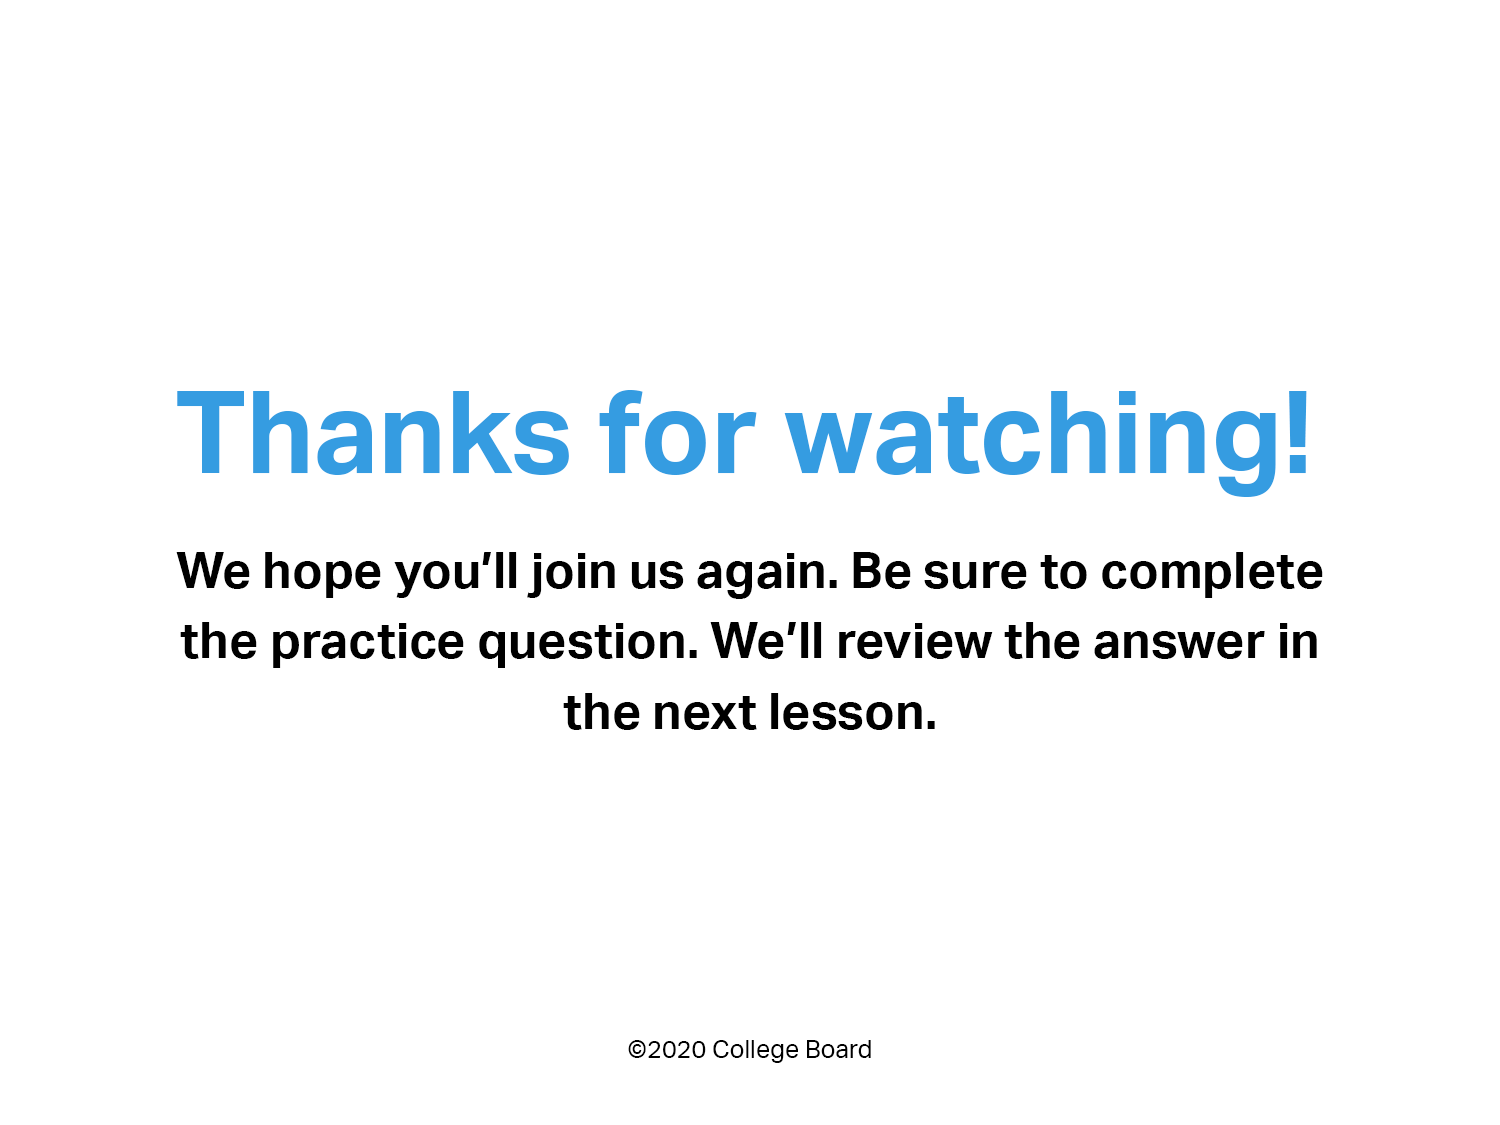 Thanks for watching!
We hope you’ll join us again. Be sure to complete
the practice question. We’ll review the answer in
the next lesson.
©2020 College Board